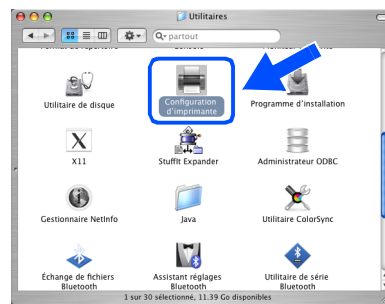 Utilitaires
partout
Utilitaire de disque
Configuration
d'imprimante
Programme d'installation
X11
StuffIt Expander
Administrateur ODBC
Gestionnaire NetInfo
Java
Utilitaire ColorSync
Échange de fichiers
Bluetooth
Assistant réglages
Bluetooth
Utilitaire de série
Bluetooth
1 sur 30 sélectionné, 11.39 Go disponibles